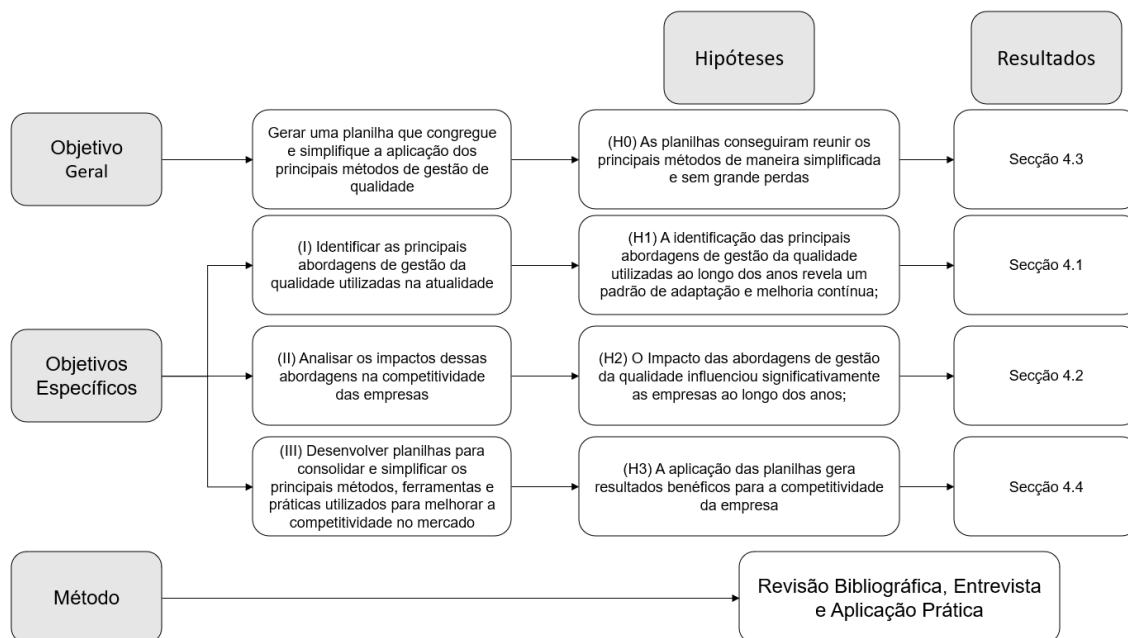 Hipóteses
Resultados
Objetivo
Geral
Gerar uma planilha que congregue
e simplifique a aplicação dos
principais métodos de gestão de
qualidade
(H0) As planilhas conseguiram reunir os
principais métodos de maneira simplificada
e sem grande perdas
Secção 4.3
Objetivos
Específicos
(I) Identificar as principais
abordagens de gestão da
qualidade utilizadas na atualidade
(H1) A identificação das principais
abordagens de gestão da qualidade
utilizadas ao longo dos anos revela um
padrão de adaptação e melhoria contínua;
Secção 4.1
(II) Analisar os impactos dessas
abordagens na competitividade
das empresas
(H2) O Impacto das abordagens de gestão
da qualidade influenciou significativamente
as empresas ao longo dos anos;
Secção 4.2
(III) Desenvolver planilhas para
consolidar e simplificar os
principais métodos, ferramentas e
práticas utilizados para melhorar a
competitividade no mercado
(H3) A aplicação das planilhas gera
resultados benéficos para a competitividade
da empresa
Secção 4.4
Método
Revisão Bibliográfica, Entrevista
e Aplicação Prática